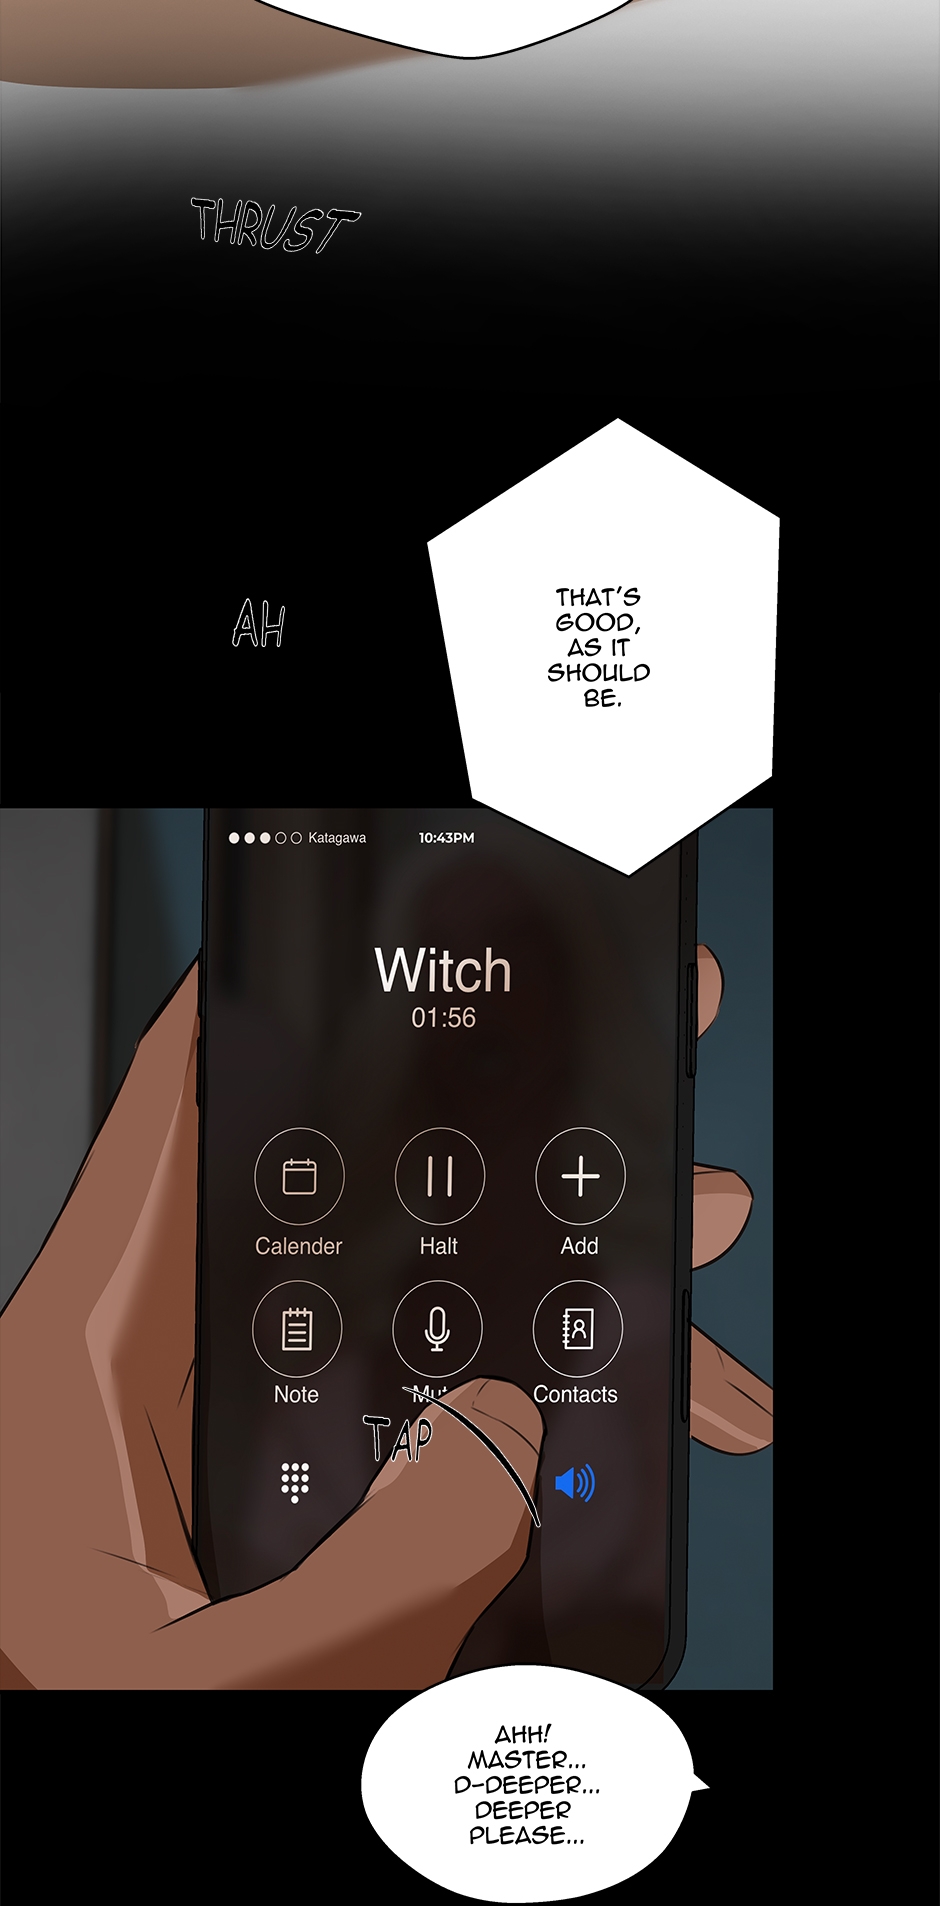 THRUST
THAT'S
GOOD,
AS IT
SHOULD
BE.
AH
Katagawa 10:43PM
Witch
01:56
Calender Halt Add
Note Contacts
TAP
AHH!
MASTER...
D-DEEPER...
DEEPER
PLEASE...